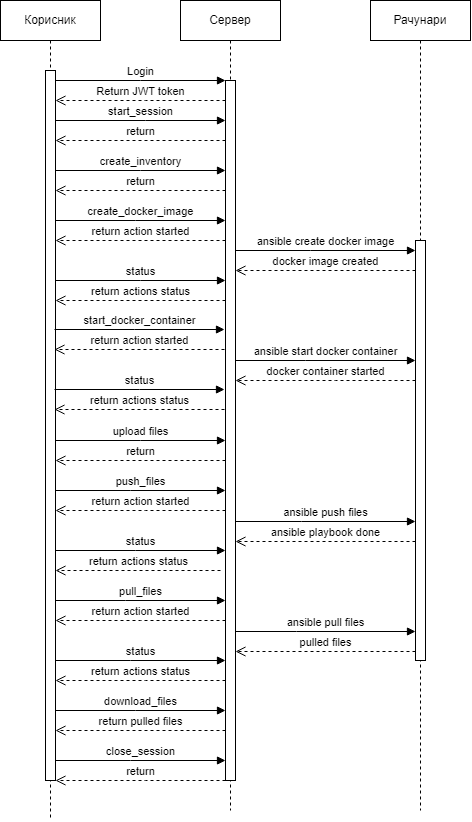 Корисник
Сервер
Рачунари
Login
Return JWT token
start_session
return
create_inventory
return
create_docker_image
return action started
ansible create docker image
docker image created
status
return actions status
start_docker_container
return action started
ansible start docker container
docker container started
status
return actions status
upload files
return
push_files
return action started
ansible push files
ansible playbook done
status
return actions status
pull_files
return action started
ansible pull files
pulled files
status
return actions status
download_files
return pulled files
close_session
return